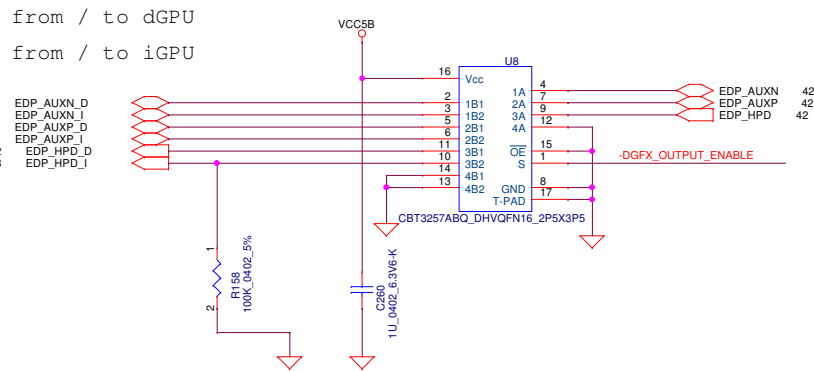 from / to dGPU
from / to iGPU
VCC5B
U8
16 Vcc
EDP_AUXN_D 2 1B1
EDP_AUXN_I 3 1B2
EDP_AUXP_D 5 2B1
EDP_AUXP_I 6 2B2
EDP_HPD_D 11 3B1
EDP_HPD_I 10 3B2
14 4B1
13 4B2
1A 4 EDP_AUXN 42
2A 7 EDP_AUXP 42
3A 9 EDP_HPD 42
4A 12
OE 15
S 1 -DGFX_OUTPUT_ENABLE
GND 8
T-PAD 17
CBT3257ABQ_DHVQFN16_2P5X3P5
1
2
R158
100K_0402_5%
C260
1U_0402_6.3V6-K